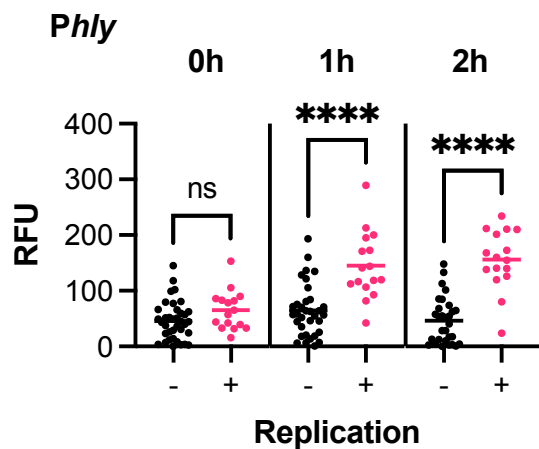 Phly
0h 1h 2h
**** ****
ns
RFU
400
300
200
100
0
- + - + - +
Replication